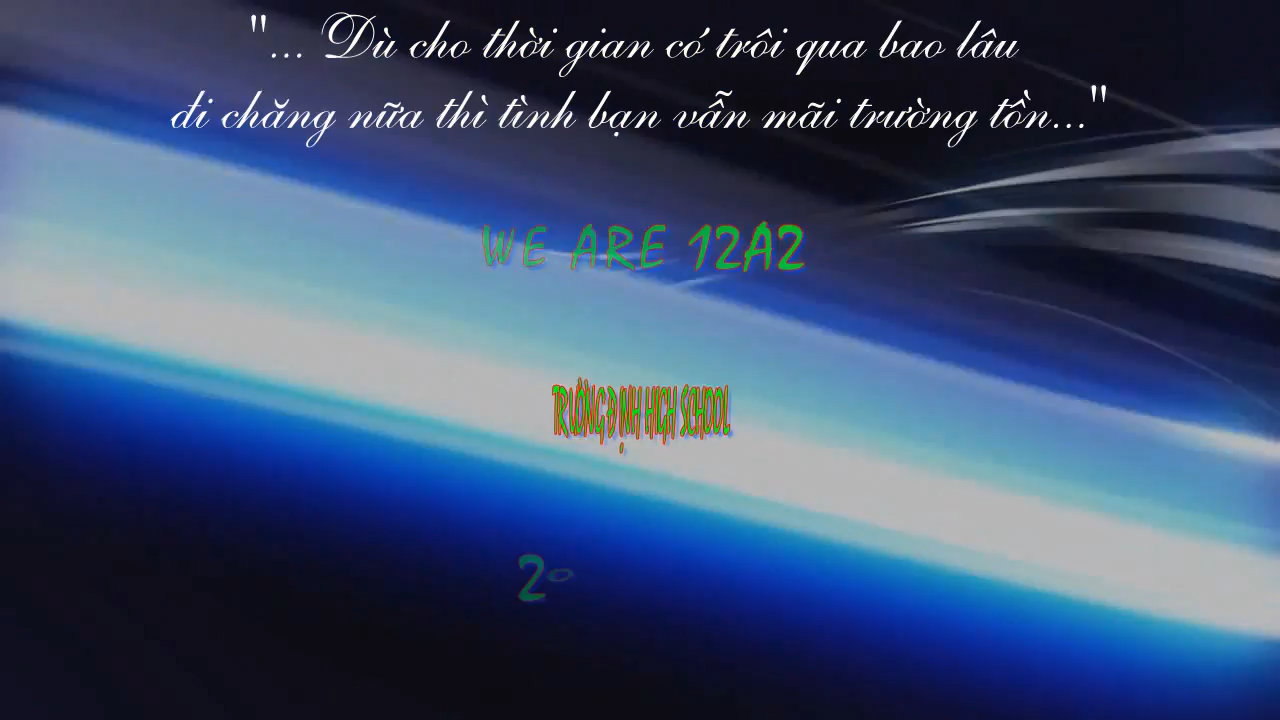 "... Dù cho thời gian có trôi qua bao lâu
đi chăng nữa thì tình bạn vẫn mãi trường tồn..."
WE ARE 12A2
TRƯỜNG ĐỊNH HIGH SCHOOL
2